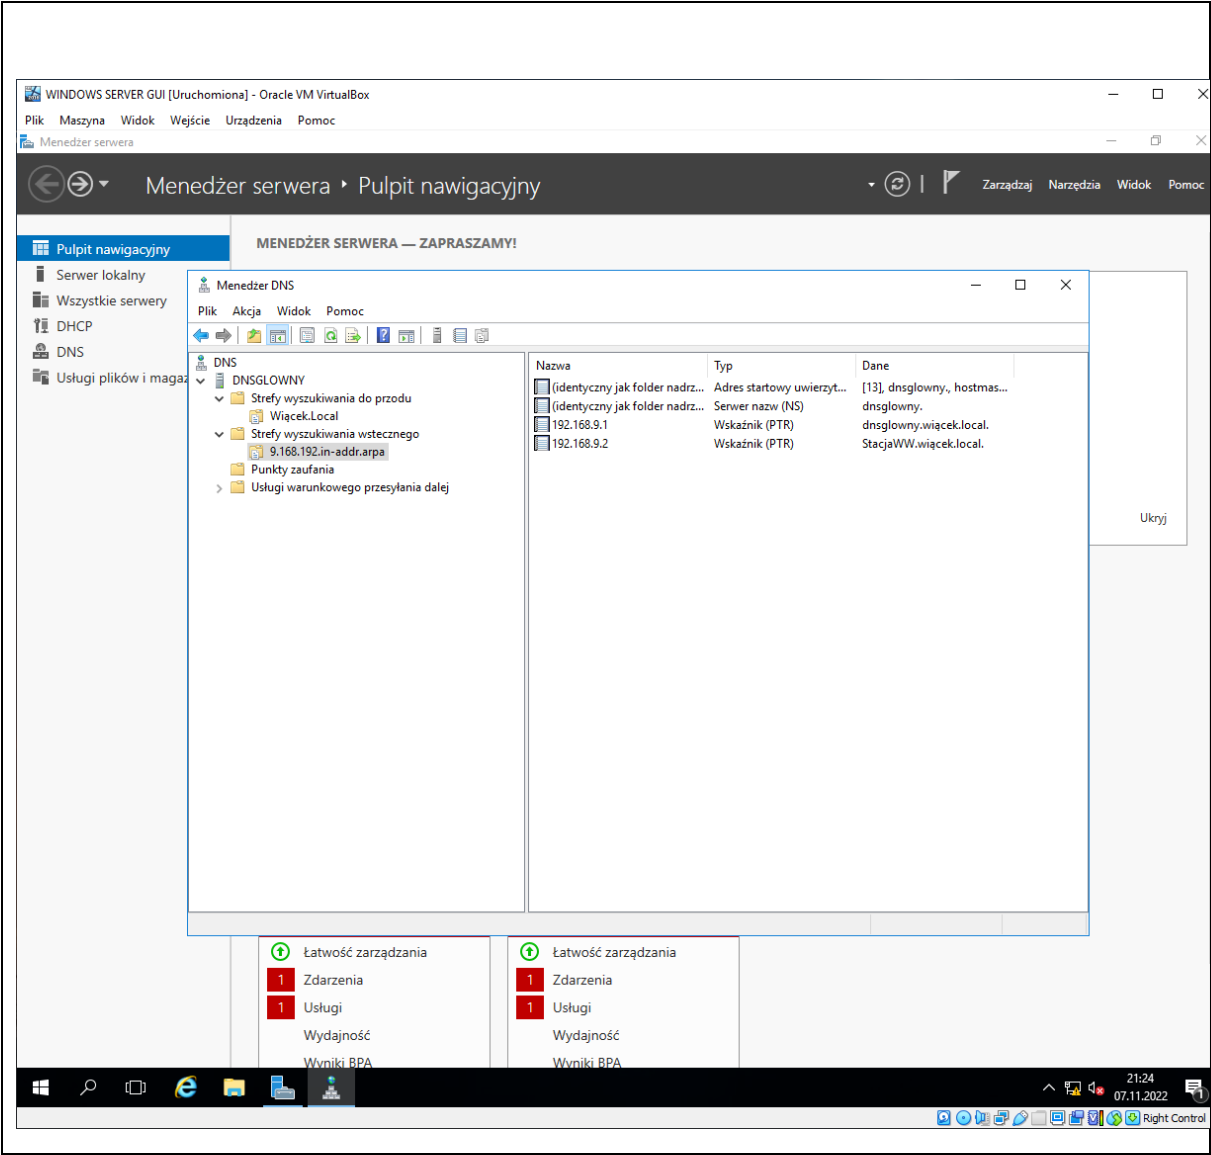 WINDOWS SERVER GUI [Uruchomiona] - Oracle VM VirtualBox
Plik Maszyna Widok Wejście Urządzenia Pomoc
Menedżer serwera
Menedżer serwera ‣ Pulpit nawigacyjny
Zarządzaj Narzędzia Widok Pomoc
Pulpit nawigacyjny
Serwer lokalny
Wszystkie serwery
DHCP
DNS
Usługi plików i magaz
MENEDŻER SERWERA — ZAPRASZAMY!
Menedżer DNS
Plik Akcja Widok Pomoc
DNS
DNSGLOWNY
Strefy wyszukiwania do przodu
Wiącek.Local
Strefy wyszukiwania wstecznego
9.168.192.in-addr.arpa
Punkty zaufania
Usługi warunkowego przesyłania dalej
Nazwa Typ Dane
(identyczny jak folder nadrz... Adres startowy uwierzyt... [13], dnsglowny., hostmas...
(identyczny jak folder nadrz... Serwer nazw (NS) dnsglowny.
192.168.9.1 Wskaźnik (PTR) dnsglowny.wiącek.local.
192.168.9.2 Wskaźnik (PTR) StacjaWW.wiącek.local.
Ukryj
Łatwość zarządzania
1 Zdarzenia
1 Usługi
Wydajność
Wyniki BPA
Łatwość zarządzania
1 Zdarzenia
1 Usługi
Wydajność
Wyniki BPA
21:24
07.11.2022
1
Right Control